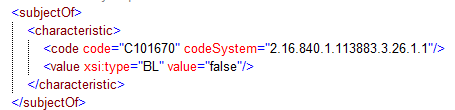 <subjectOf>
<characteristic>
<code code="C101670" codeSystem="2.16.840.1.113883.3.26.1.1"/>
<value xsi:type="BL" value="false"/>
</characteristic>
</subjectOf>